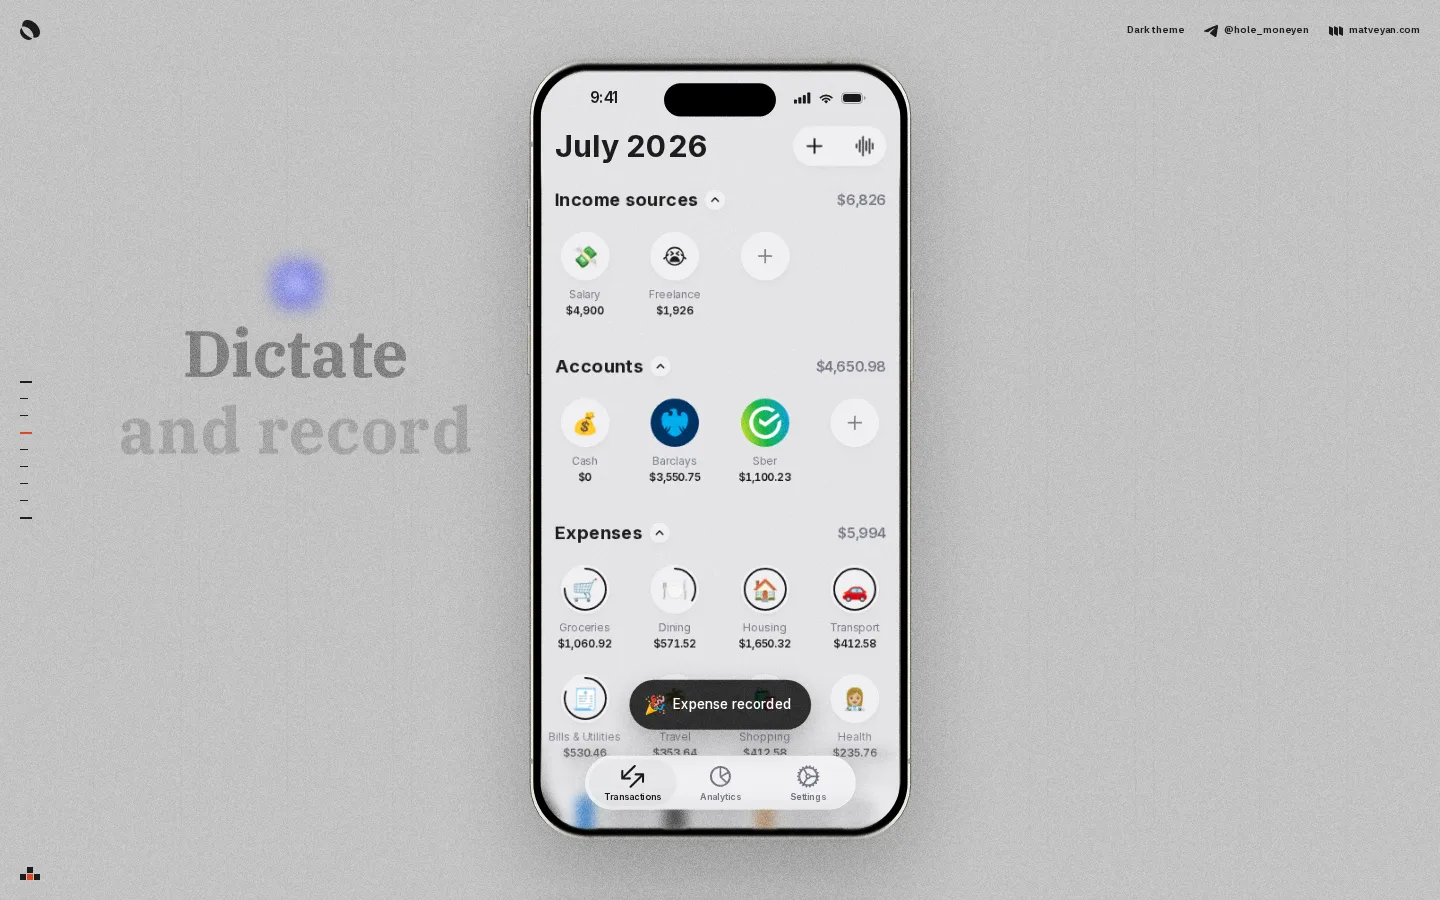 Dark theme
@hole_moneyen
matveyan.com
Dictate
and record
9:41
July 2026
Income sources
$6,826
Salary
$4,900
Freelance
$1,926
Accounts
$4,650.98
Cash
$0
Barclays
$3,550.75
Sber
$1,100.23
Expenses
$5,994
Groceries
$1,060.92
Dining
$571.52
Housing
$1,650.32
Transport
$412.58
Expense recorded
Bills & Utilities
$530.46
Travel
$353.64
Shopping
$412.58
Health
$235.76
Transactions
Analytics
Settings